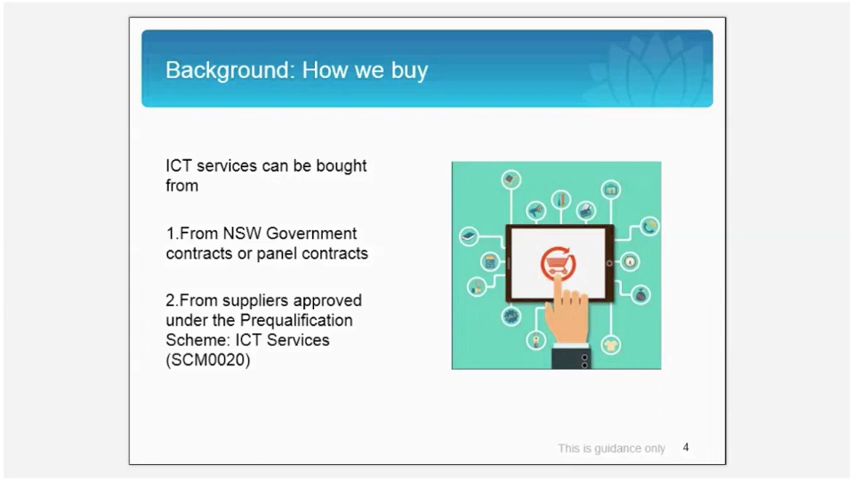 Background: How we buy
ICT services can be bought
from
1.From NSW Government
contracts or panel contracts
2.From suppliers approved
under the Prequalification
Scheme: ICT Services
(SCM0020)
This is guidance only 4